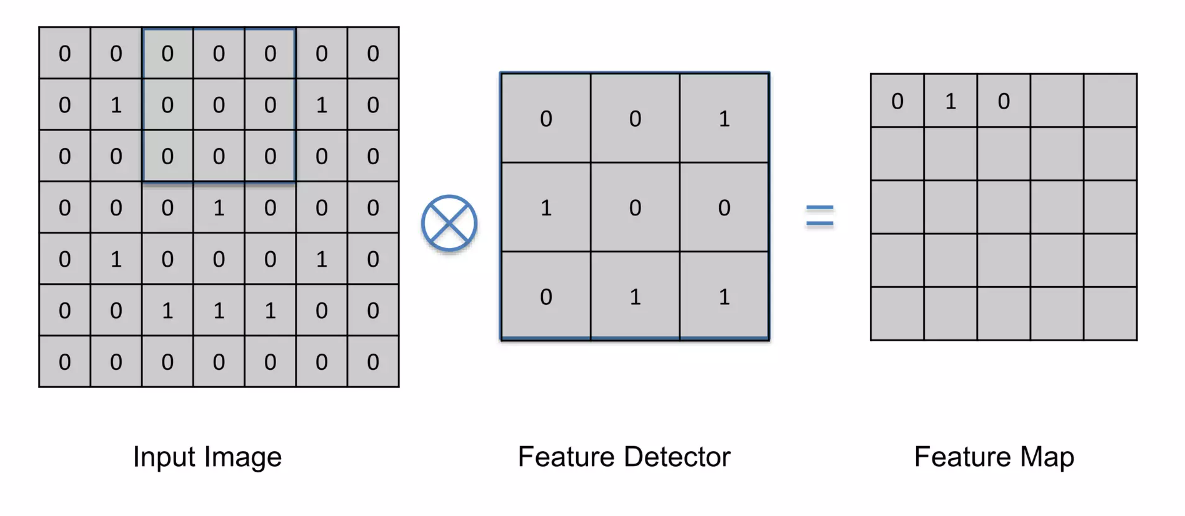 0 0 0 0 0 0 0
0 1 0 0 0 1 0
0 0 0 0 0 0 0
0 0 0 1 0 0 0
0 1 0 0 0 1 0
0 0 1 1 1 0 0
0 0 0 0 0 0 0
0 0 1
1 0 0
0 1 1
=
0 1 0
Input Image
Feature Detector
Feature Map